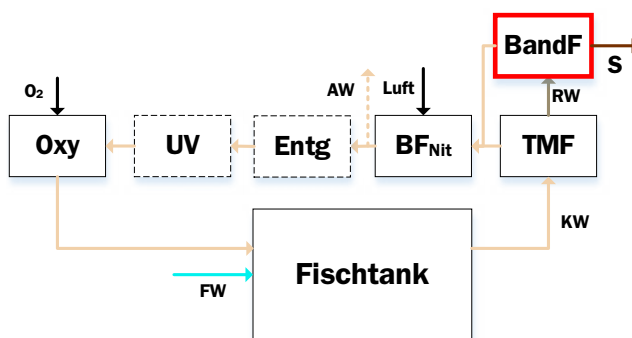 BandF
S
O₂
AW
Luft
RW
Oxy
UV
Entg
BFNit
TMF
KW
Fischtank
FW